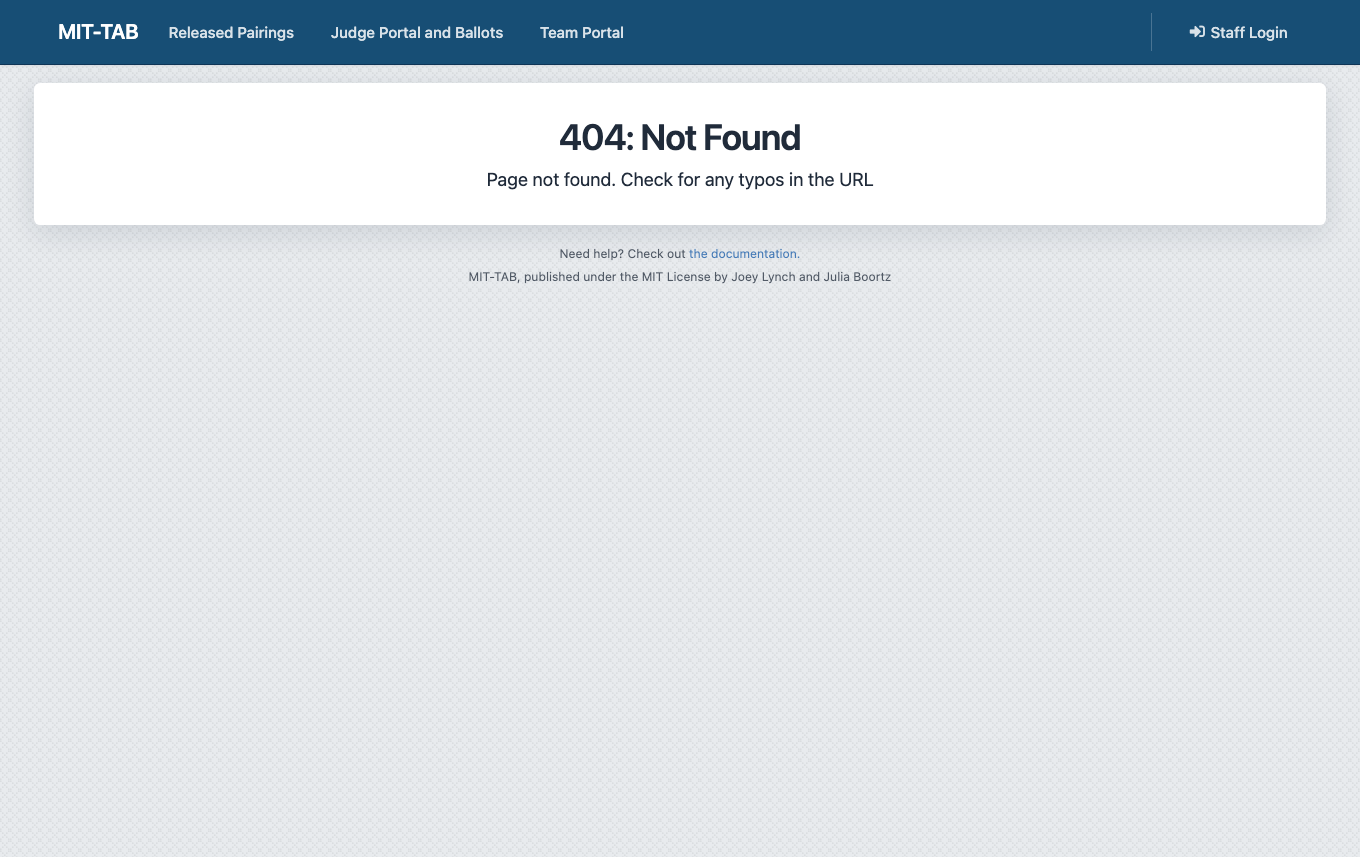 MIT-TAB
Released Pairings
Judge Portal and Ballots
Team Portal
Staff Login
404: Not Found
Page not found. Check for any typos in the URL
Need help? Check out the documentation.
MIT-TAB, published under the MIT License by Joey Lynch and Julia Boortz